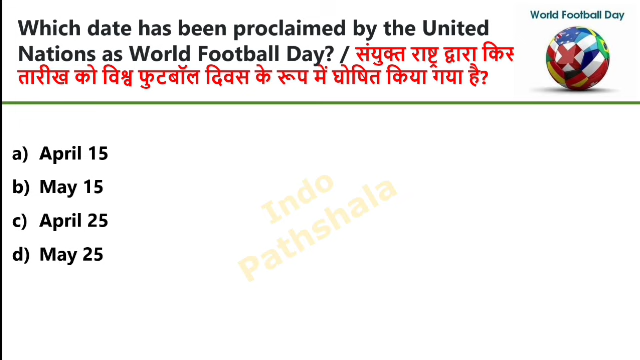 World Football Day
Which date has been proclaimed by the United
Nations as World Football Day? / संयुक्त राष्ट्र द्वारा किस
तारीख को विश्व फुटबॉल दिवस के रूप में घोषित किया गया है?
a) April 15
b) May 15
c) April 25
d) May 25
Indo
Pathshala